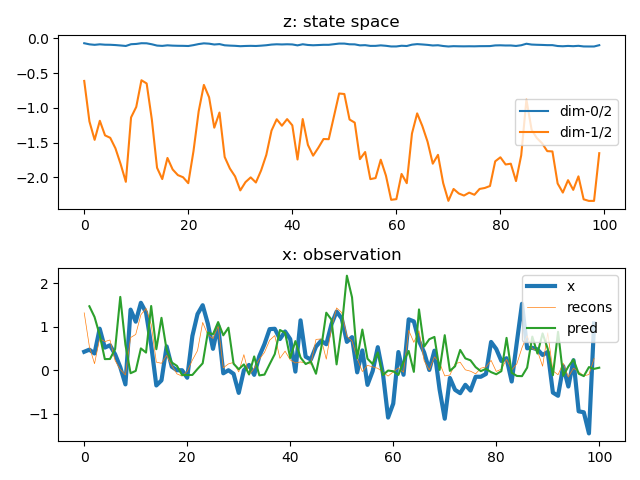 z: state space
0.0
−0.5
−1.0
−1.5
−2.0
dim-0/2
dim-1/2
0 20 40 60 80 100
x: observation
2
1
0
−1
x
recons
pred
0 20 40 60 80 100